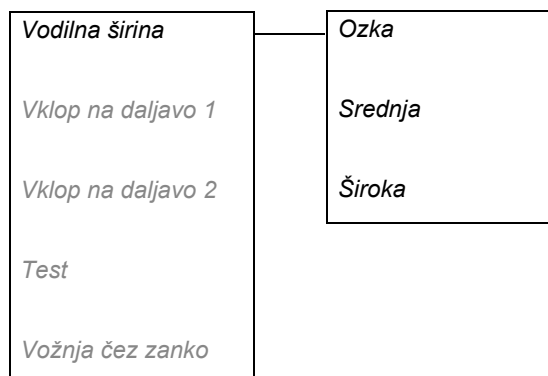 Vodilna širina
Vklop na daljavo 1
Vklop na daljavo 2
Test
Vožnja čez zanko
Ozka
Srednja
Široka